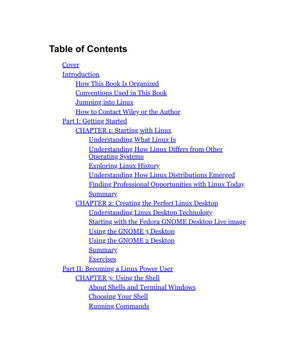 Table of Contents
Cover
Introduction
How This Book Is Organized
Conventions Used in This Book
Jumping into Linux
How to Contact Wiley or the Author
Part I: Getting Started
CHAPTER 1: Starting with Linux
Understanding What Linux Is
Understanding How Linux Differs from Other
Operating Systems
Exploring Linux History
Understanding How Linux Distributions Emerged
Finding Professional Opportunities with Linux Today
Summary
CHAPTER 2: Creating the Perfect Linux Desktop
Understanding Linux Desktop Technology
Starting with the Fedora GNOME Desktop Live image
Using the GNOME 3 Desktop
Using the GNOME 2 Desktop
Summary
Exercises
Part II: Becoming a Linux Power User
CHAPTER 3: Using the Shell
About Shells and Terminal Windows
Choosing Your Shell
Running Commands